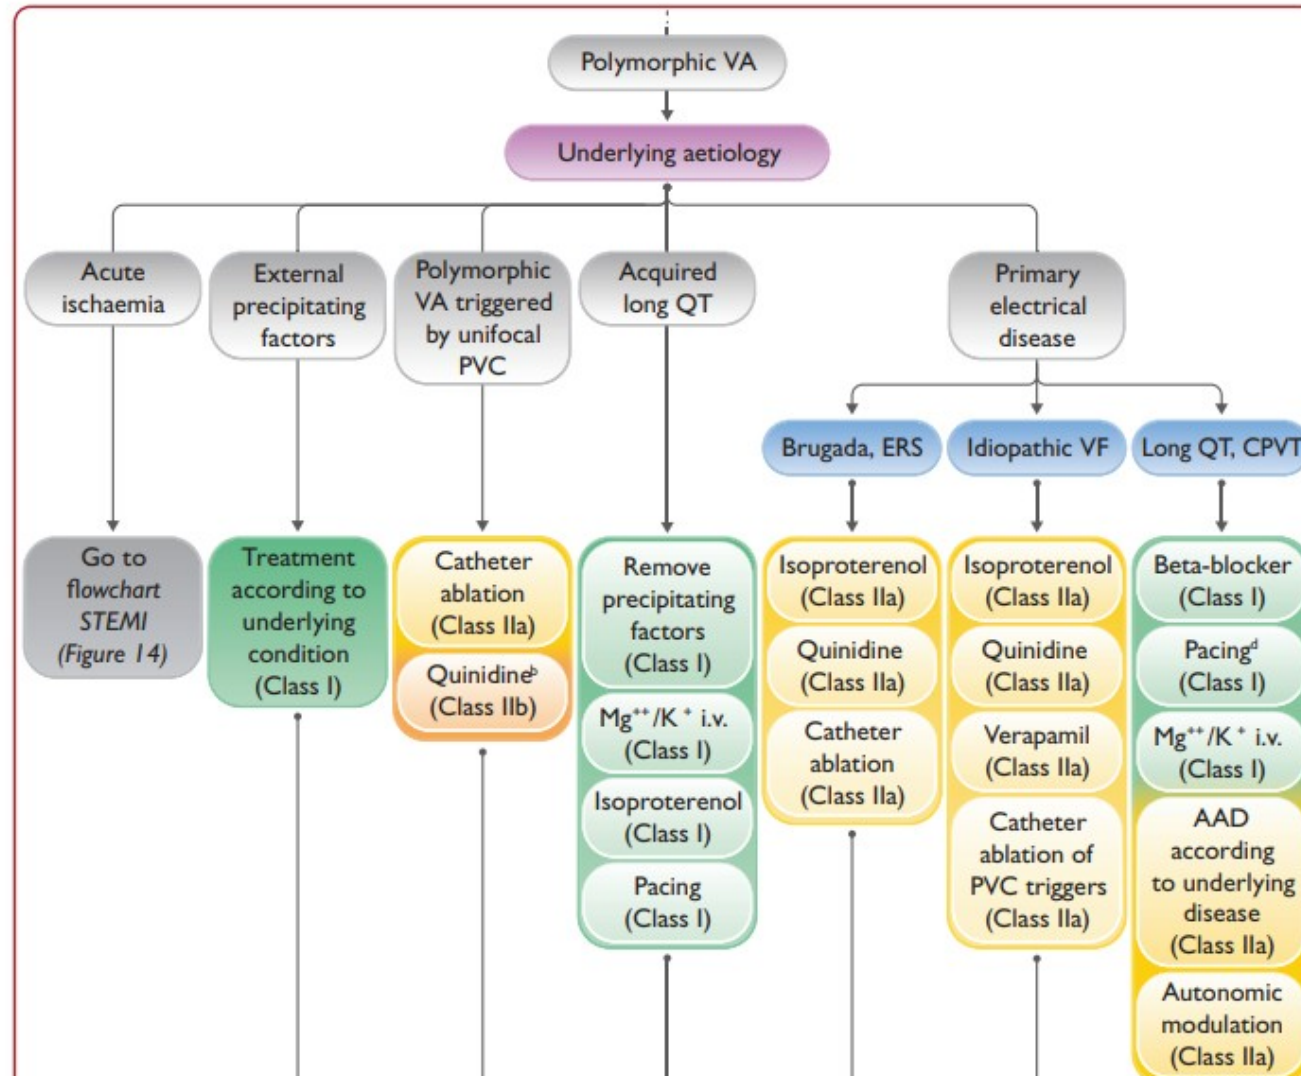 Polymorphic VA
Underlying aetiology
Acute
ischaemia
External
precipitating
factors
Polymorphic
VA triggered
by unifocal
PVC
Acquired
long QT
Primary
electrical
disease
Brugada, ERS
Idiopathic VF
Long QT, CPVT
Go to
flowchart
STEMI
(Figure 14)
Treatment
according to
underlying
condition
(Class I)
Catheter
ablation
(Class IIa)
Quinidineᵇ
(Class IIb)
Remove
precipitating
factors
(Class I)
Mg⁺⁺/K⁺ i.v.
(Class I)
Isoproterenol
(Class I)
Pacing
(Class I)
Isoproterenol
(Class IIa)
Quinidine
(Class IIa)
Catheter
ablation
(Class IIa)
Isoproterenol
(Class IIa)
Quinidine
(Class IIa)
Verapamil
(Class IIa)
Catheter
ablation of
PVC triggers
(Class IIa)
Beta-blocker
(Class I)
Pacingᵈ
(Class I)
Mg⁺⁺/K⁺ i.v.
(Class I)
AAD
according
to underlying
disease
(Class IIa)
Autonomic
modulation
(Class IIa)